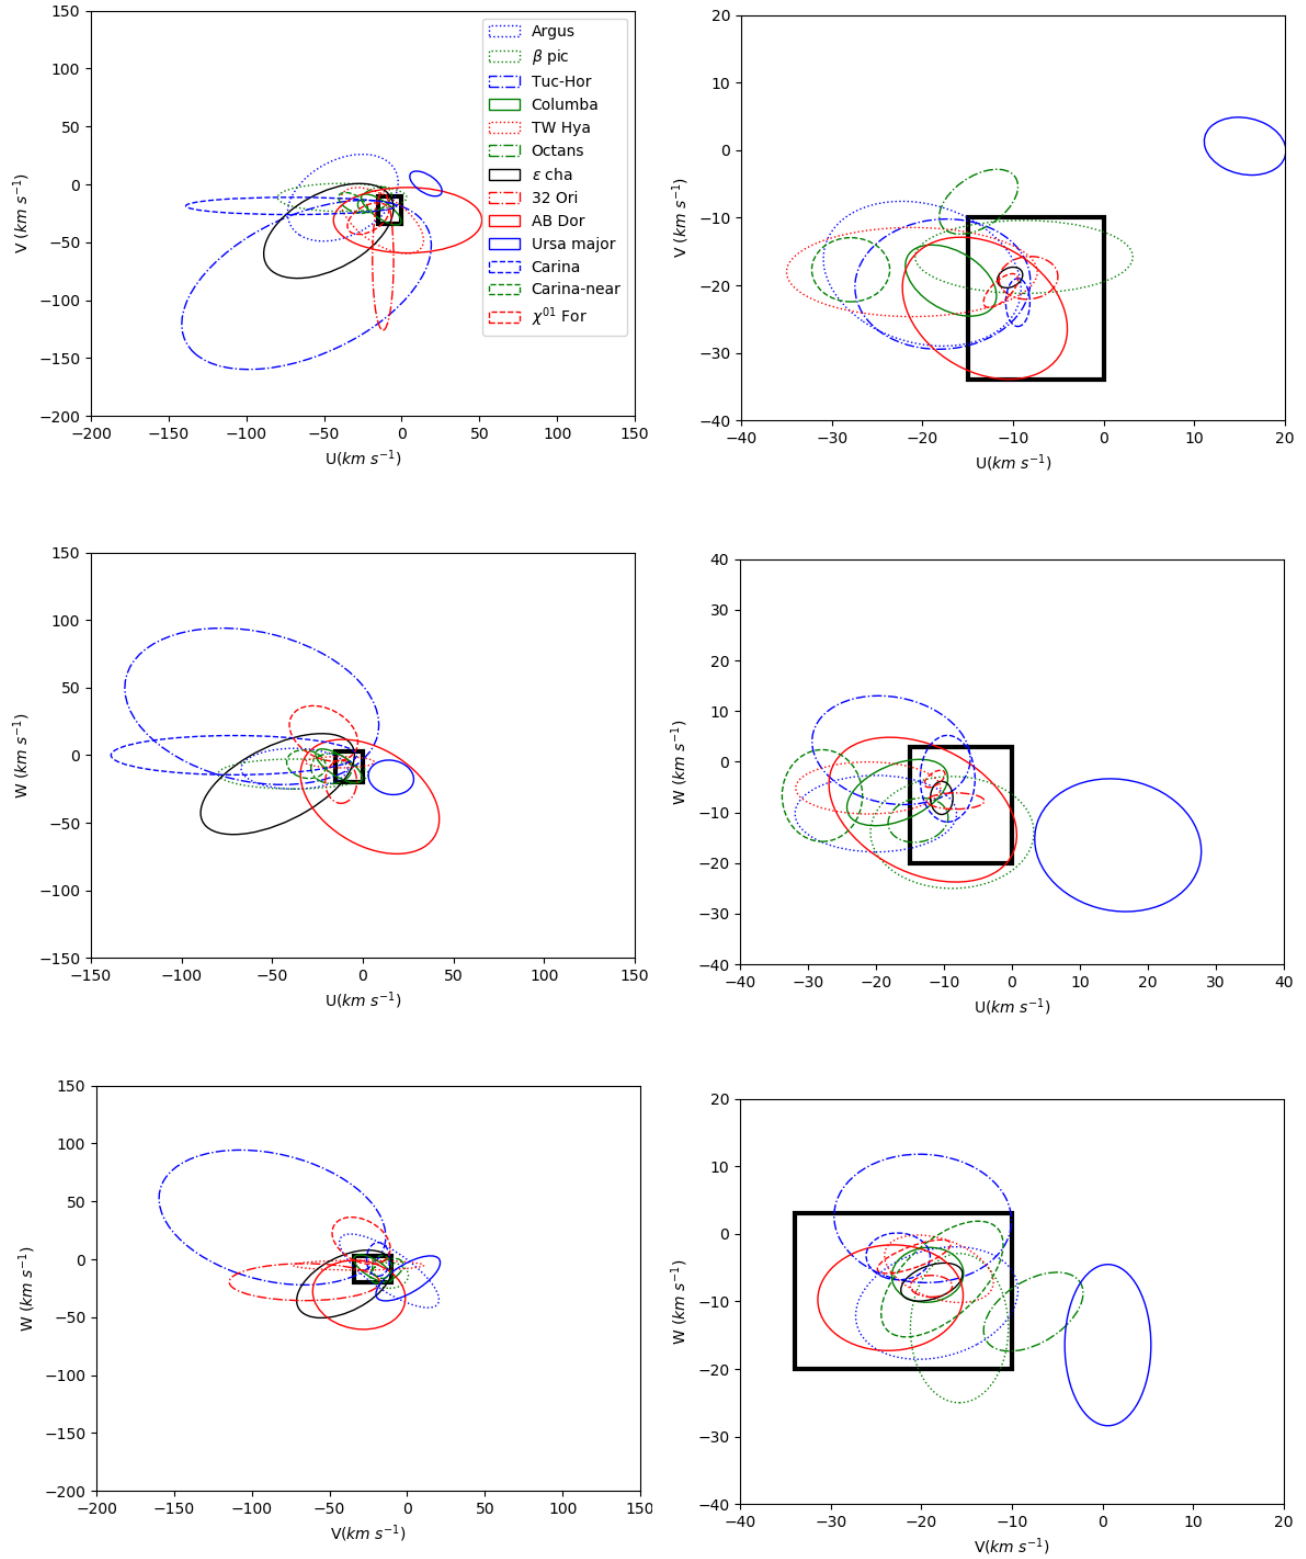 150
100
50
0
−50
−100
−150
−200
V (km s⁻¹)
−200 −150 −100 −50 0 50 100 150
U(km s⁻¹)
Argus
β pic
Tuc-Hor
Columba
TW Hya
Octans
ε cha
32 Ori
AB Dor
Ursa major
Carina
Carina-near
χ⁰¹ For
20
10
0
−10
−20
−30
−40
V (km s⁻¹)
−40 −30 −20 −10 0 10 20
U(km s⁻¹)
150
100
50
0
−50
−100
−150
W (km s⁻¹)
−150 −100 −50 0 50 100 150
U(km s⁻¹)
40
30
20
10
0
−10
−20
−30
−40
W (km s⁻¹)
−40 −30 −20 −10 0 10 20 30 40
U(km s⁻¹)
150
100
50
0
−50
−100
−150
−200
W (km s⁻¹)
−200 −150 −100 −50 0 50 100 150
V(km s⁻¹)
20
10
0
−10
−20
−30
−40
W (km s⁻¹)
−40 −30 −20 −10 0 10 20
V(km s⁻¹)